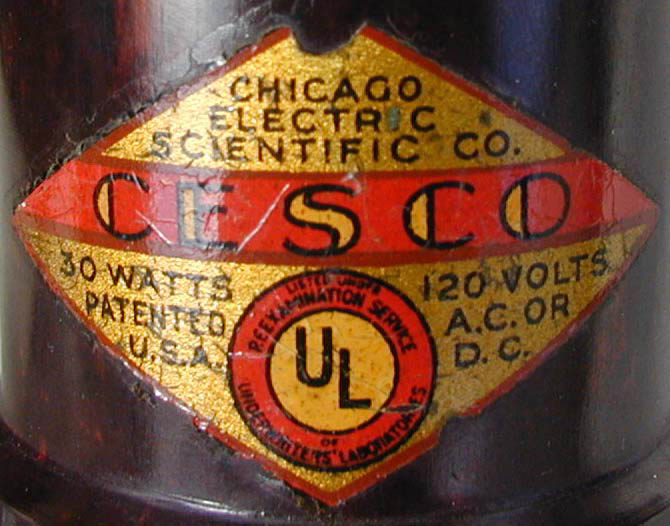 CHICAGO
ELECTRIC
SCIENTIFIC CO.
CESCO
30 WATTS
PATENTED
U.S.A.
120 VOLTS
A.C. OR
D.C.
LISTED UNDER
REEXAMINATION SERVICE
UL
OF
UNDERWRITERS' LABORATORIES